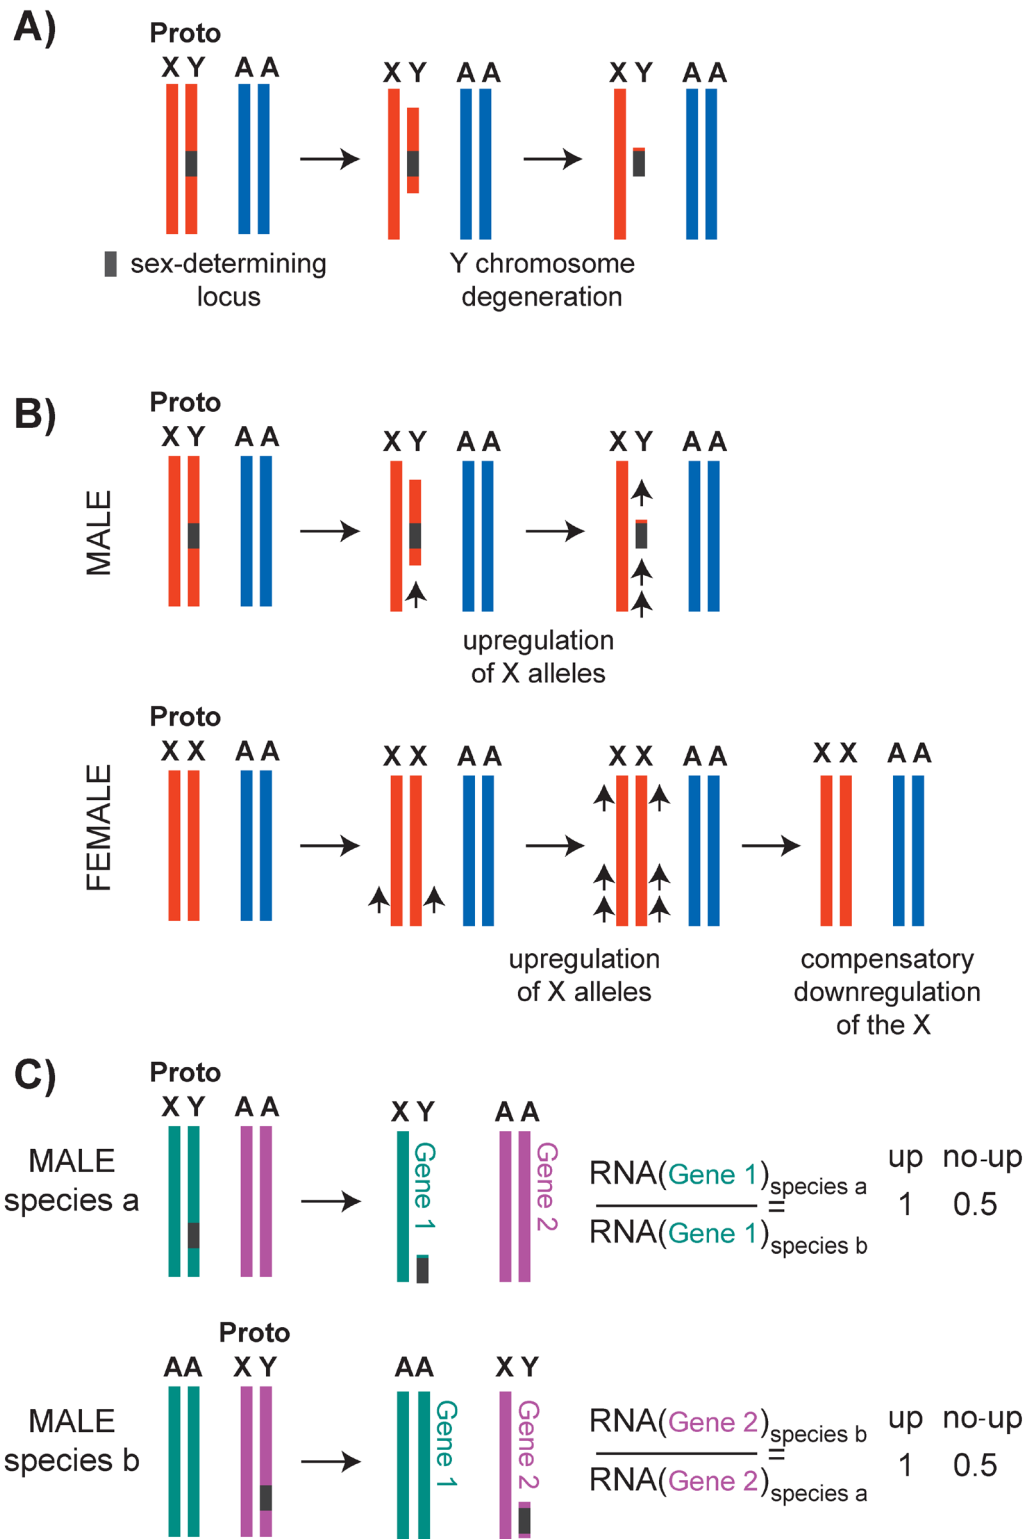 A)
Proto
X Y A A
X Y A A
X Y A A
sex-determining
locus
Y chromosome
degeneration
B)
MALE
Proto
X Y A A
X Y A A
X Y A A
upregulation
of X alleles
FEMALE
Proto
X X A A
X X A A
X X A A
X X A A
upregulation
of X alleles
compensatory
downregulation
of the X
C)
MALE
species a
Proto
X Y A A
X Y A A
Gene 1
Gene 2
RNA(Gene 1)species a
=
RNA(Gene 1)species b
up no-up
1 0.5
MALE
species b
Proto
AA X Y
AA X Y
Gene 1
Gene 2
RNA(Gene 2)species b
=
RNA(Gene 2)species a
up no-up
1 0.5